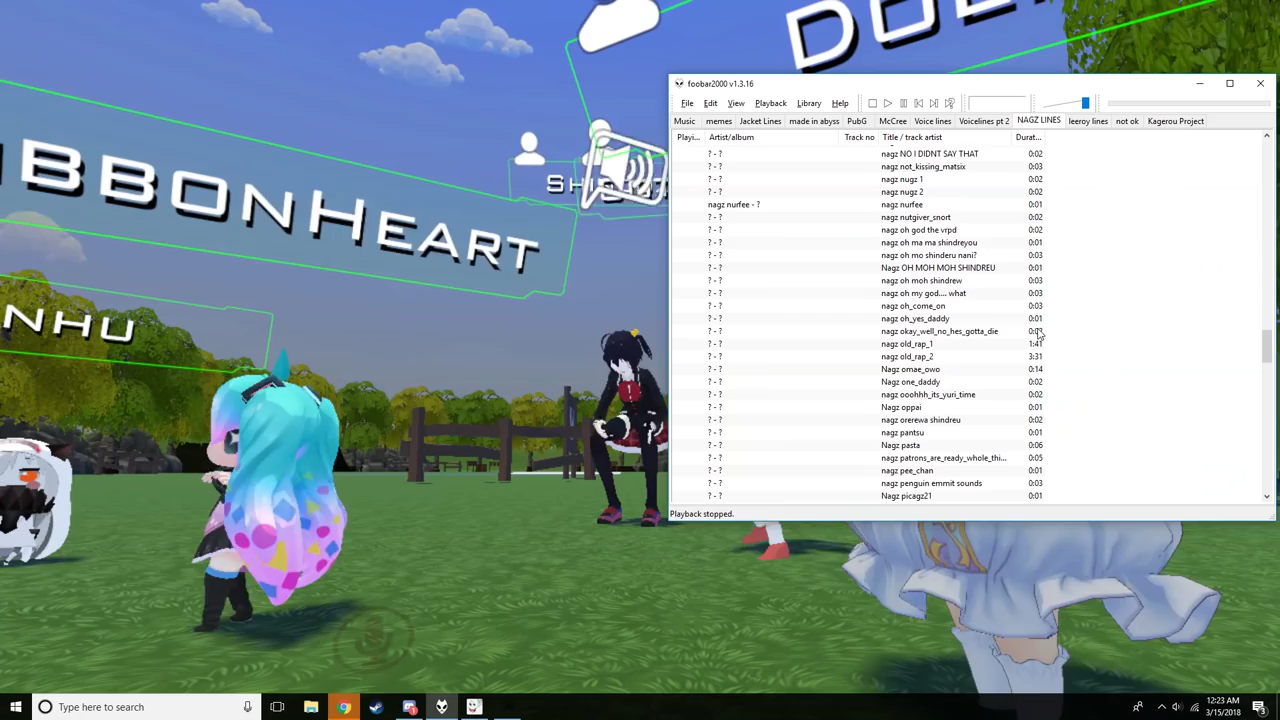 BBONHEART
NHU
foobar2000 v1.3.16
File Edit View Playback Library Help
Music memes Jacket Lines made in abyss PubG McCree Voice lines Voicelines pt 2 NAGZ LINES leeroy lines not ok Kagerou Project
Playi... Artist/album Track no Title / track artist Durat...
? - ? nagz NO I DIDNT SAY THAT 0:02
? - ? nagz not_kissing_matsix 0:03
? - ? nagz nugz 1 0:02
? - ? nagz nugz 2 0:02
nagz nurfee - ? nagz nurfee 0:01
? - ? nagz nutgiver_snort 0:02
? - ? nagz oh god the vrpd 0:02
? - ? nagz oh ma ma shindreyou 0:01
? - ? nagz oh mo shinderu nani? 0:03
? - ? Nagz OH MOH MOH SHINDREU 0:01
? - ? nagz oh moh shindrew 0:03
? - ? nagz oh my god.... what 0:03
? - ? nagz oh_come_on 0:03
? - ? nagz oh_yes_daddy 0:01
? - ? nagz okay_well_no_hes_gotta_die
? - ? nagz old_rap_1 1:41
? - ? nagz old_rap_2 3:31
? - ? Nagz omae_owo 0:14
? - ? Nagz one_daddy 0:02
? - ? nagz ooohhh_its_yuri_time 0:02
? - ? Nagz oppai 0:01
? - ? nagz orerewa shindreu 0:02
? - ? nagz pantsu 0:01
? - ? Nagz pasta 0:06
? - ? nagz patrons_are_ready_whole_thi... 0:05
? - ? nagz pee_chan 0:01
? - ? nagz penguin emmit sounds 0:03
? - ? Nagz picagz21 0:01
Playback stopped.
Type here to search
12:23 AM
3/15/2018
3